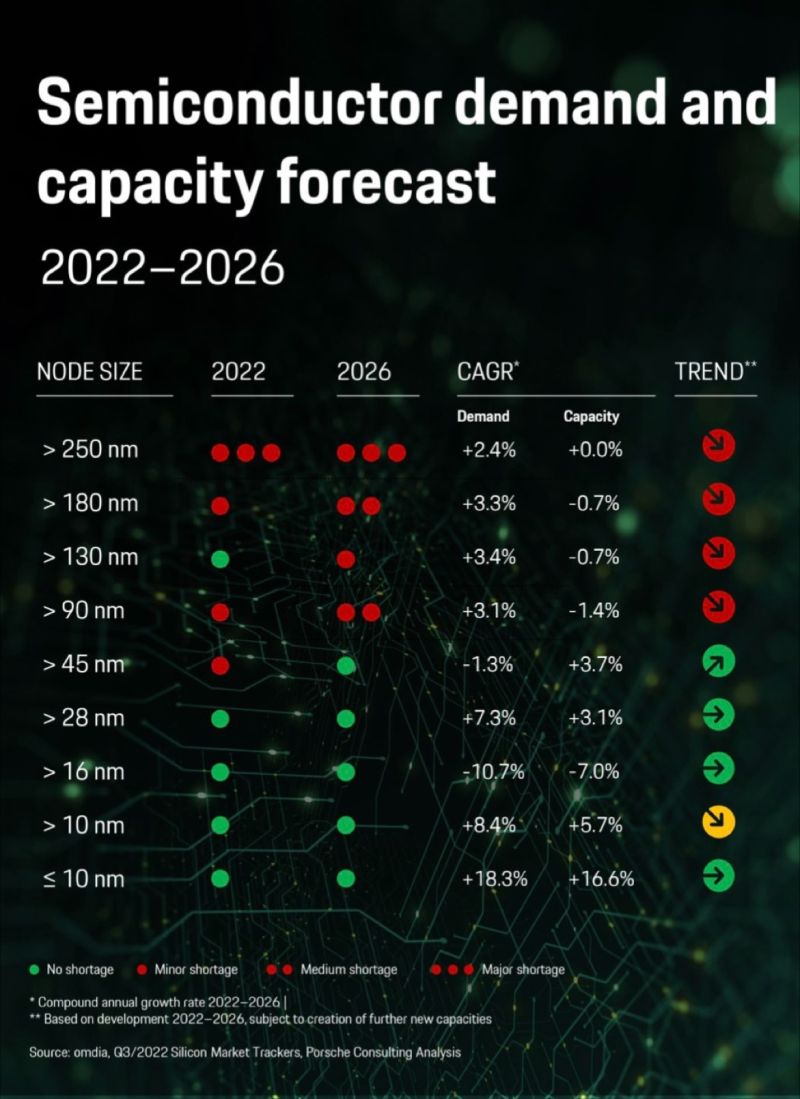 Semiconductor demand and
capacity forecast
2022–2026
NODE SIZE 2022 2026 CAGR* TREND**
Demand Capacity
> 250 nm +2.4% +0.0%
> 180 nm +3.3% -0.7%
> 130 nm +3.4% -0.7%
> 90 nm +3.1% -1.4%
> 45 nm -1.3% +3.7%
> 28 nm +7.3% +3.1%
> 16 nm -10.7% -7.0%
> 10 nm +8.4% +5.7%
≤ 10 nm +18.3% +16.6%
No shortage Minor shortage Medium shortage Major shortage
* Compound annual growth rate 2022–2026 |
** Based on development 2022–2026, subject to creation of further new capacities
Source: omdia, Q3/2022 Silicon Market Trackers, Porsche Consulting Analysis